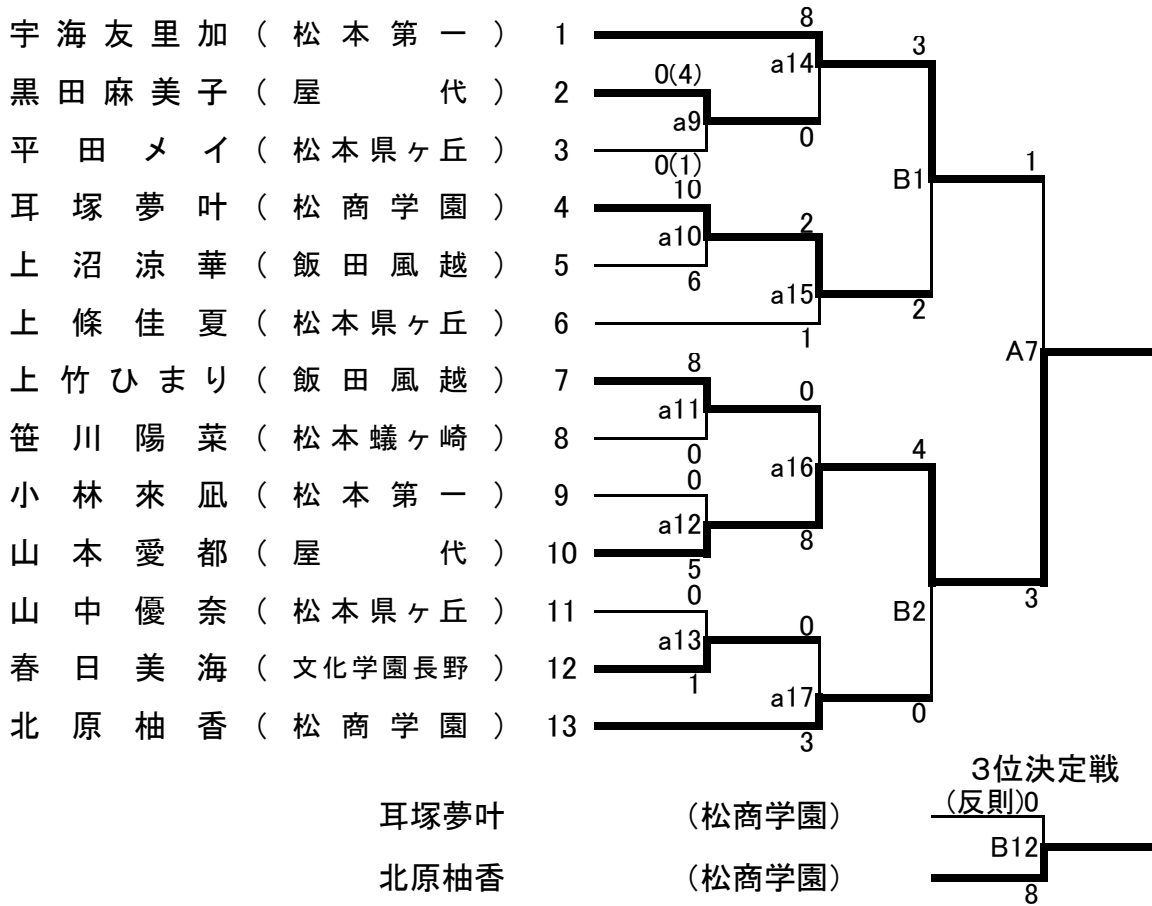 宇海友里加（松本第一） 1 8
a14 3
黒田麻美子（屋代） 2 0(4)
a9 0
平田メイ（松本県ヶ丘） 3 0(1)
B1 1
耳塚夢叶（松商学園） 4 10
a10 2
上沼涼華（飯田風越） 5 6
a15 2
上條佳夏（松本県ヶ丘） 6 1
A7
上竹ひまり（飯田風越） 7 8
a11 0
笹川陽菜（松本蟻ヶ崎） 8 0
a16 4
小林來凪（松本第一） 9 0
a12 8
山本愛都（屋代） 10 5
B2 3
山中優奈（松本県ヶ丘） 11 0
a13 0
春日美海（文化学園長野） 12 1
a17 0
北原柚香（松商学園） 13 3
３位決定戦
耳塚夢叶 （松商学園） (反則)0
B12
北原柚香 （松商学園） 8